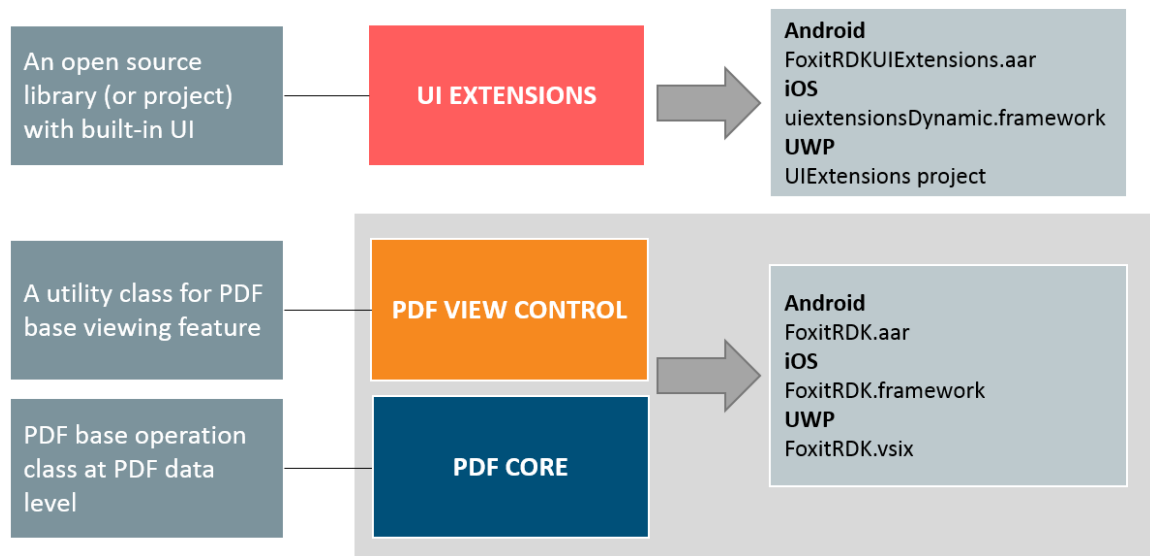 An open source
library (or project)
with built-in UI
UI EXTENSIONS
Android
FoxitRDKUIExtensions.aar
iOS
uiextensionsDynamic.framework
UWP
UIExtensions project
A utility class for PDF
base viewing feature
PDF VIEW CONTROL
PDF base operation
class at PDF data
level
PDF CORE
Android
FoxitRDK.aar
iOS
FoxitRDK.framework
UWP
FoxitRDK.vsix